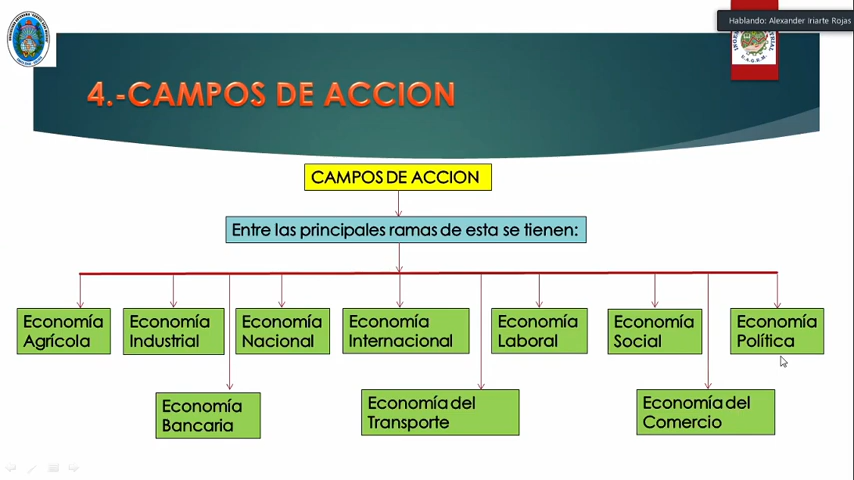 Hablando: Alexander Iriarte Rojas
4.-CAMPOS DE ACCION
CAMPOS DE ACCION
Entre las principales ramas de esta se tienen:
Economía
Agrícola
Economía
Industrial
Economía
Nacional
Economía
Internacional
Economía
Laboral
Economía
Social
Economía
Política
Economía
Bancaria
Economía del
Transporte
Economía del
Comercio
U.A.G.R.M.